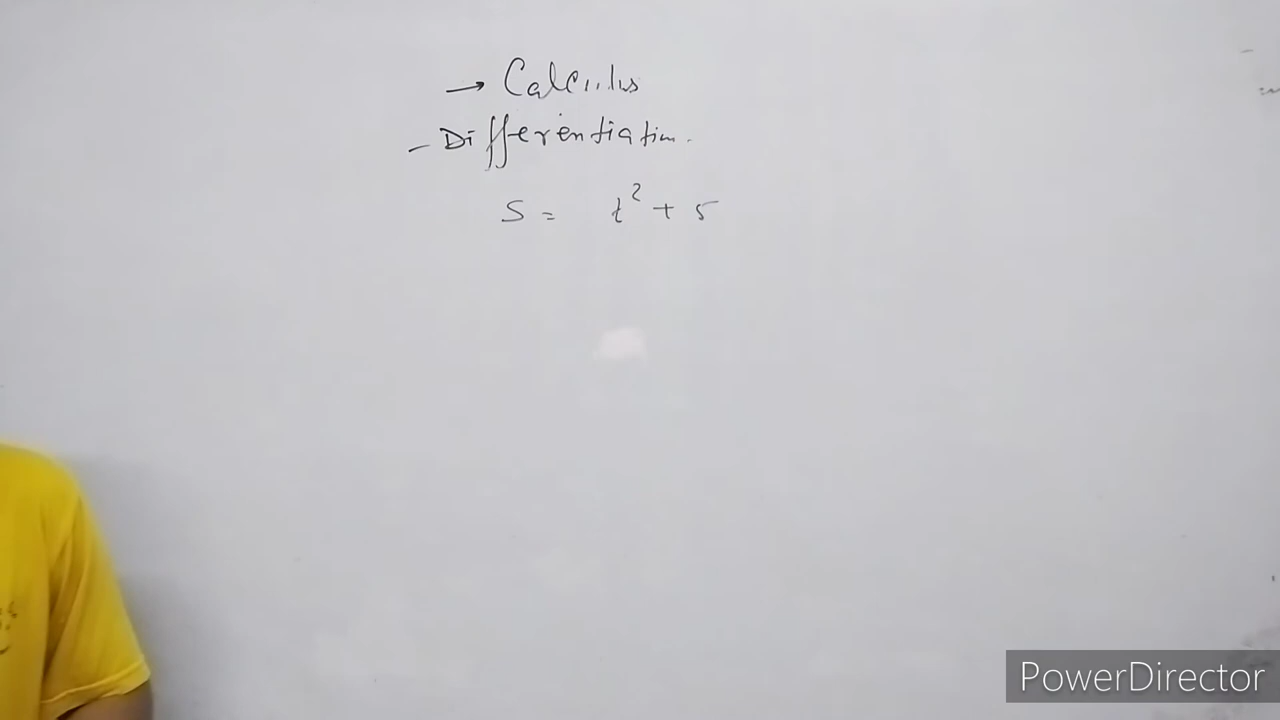 → Calculus
- Differentiation.
S = t² + 5
PowerDirector